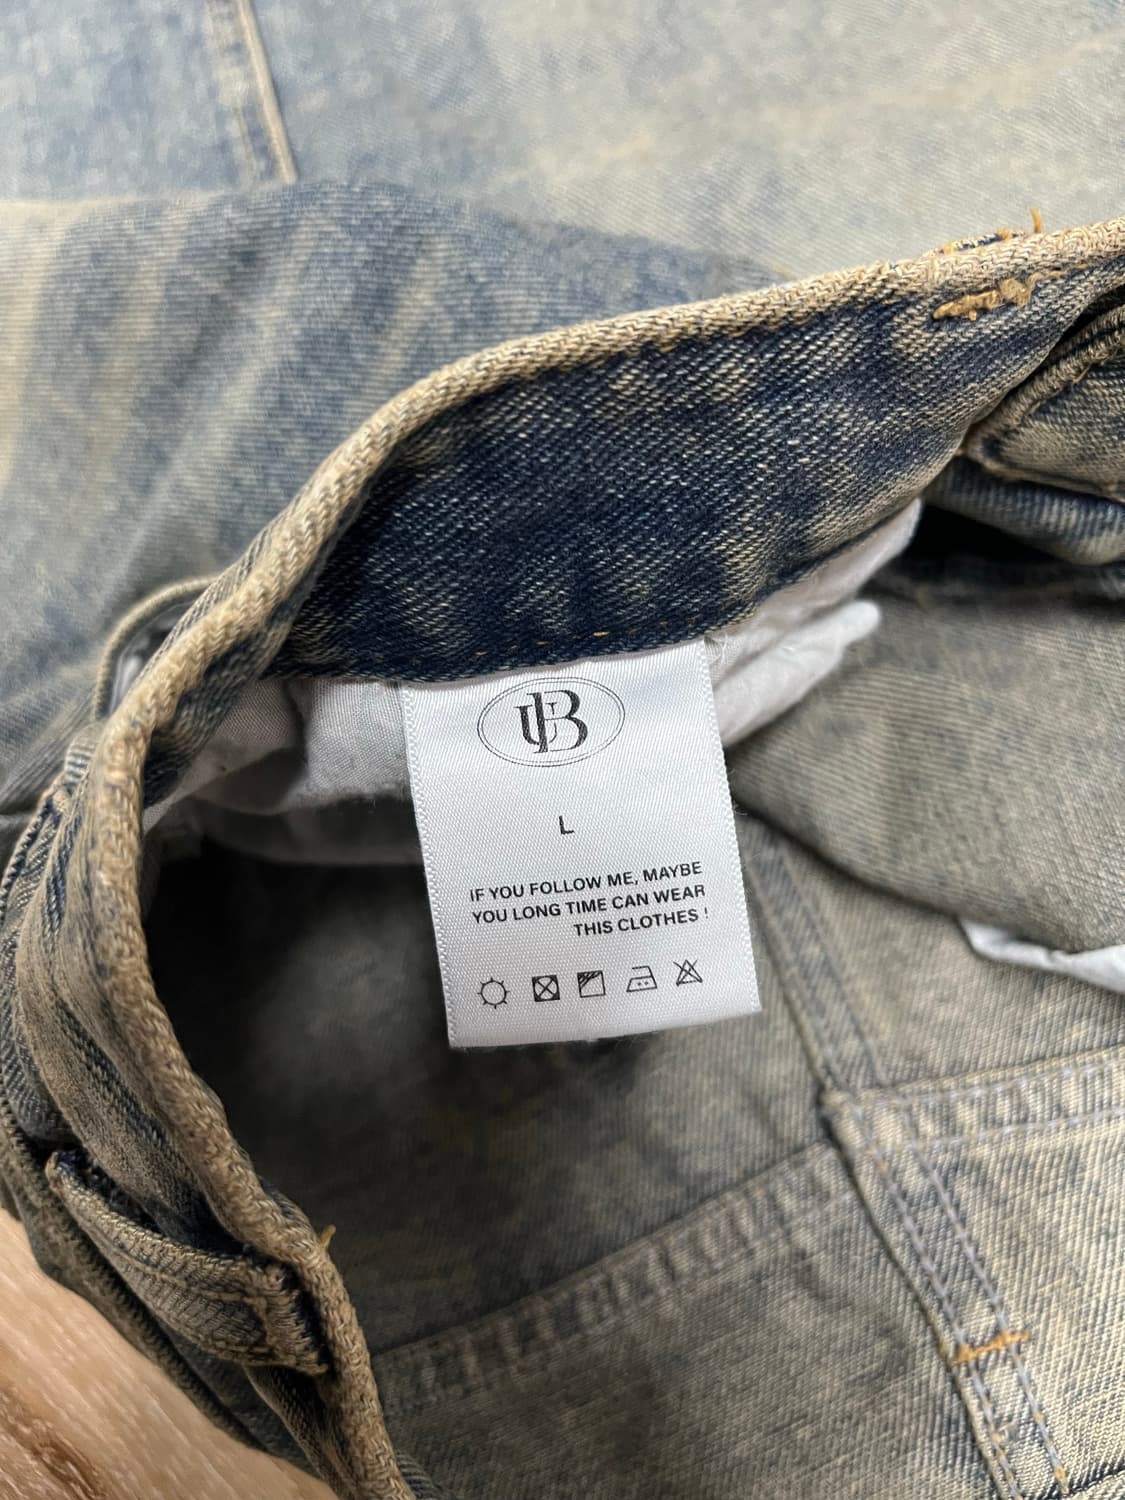 UB
L
IF YOU FOLLOW ME, MAYBE
YOU LONG TIME CAN WEAR
THIS CLOTHES !